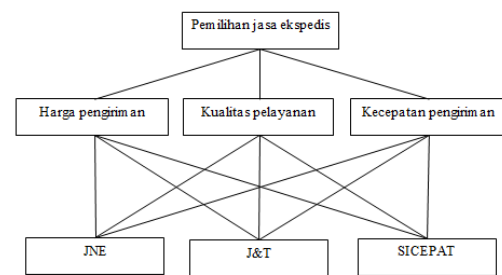 Pemilihan jasa ekspedis
Harga pengiriman
Kualitas pelayanan
Kecepatan pengiriman
JNE
J&T
SICEPAT